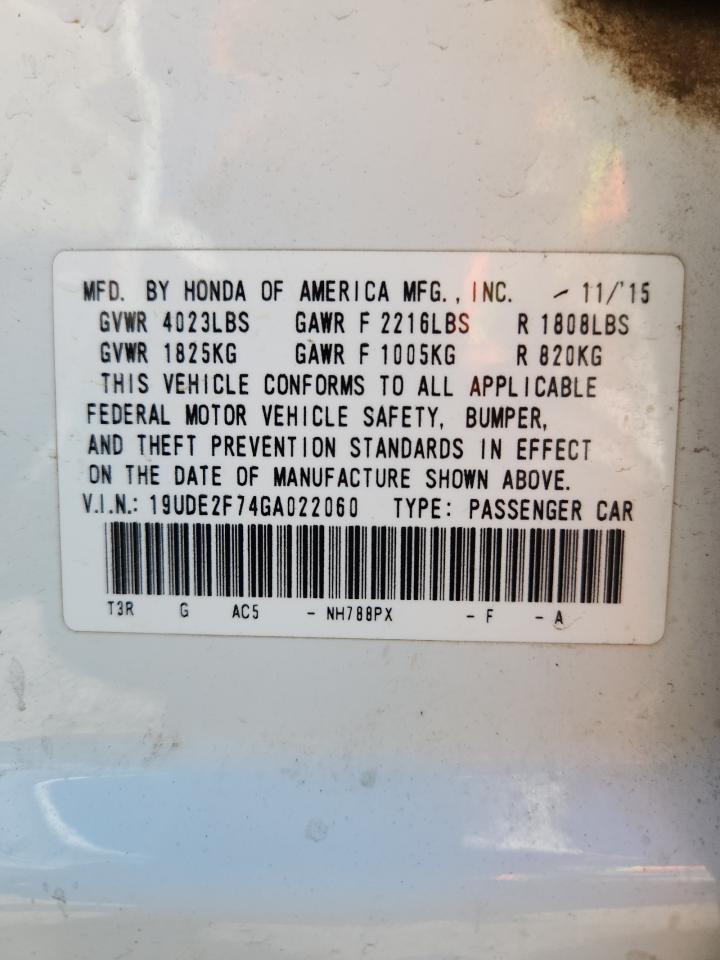 MFD. BY HONDA OF AMERICA MFG., INC. - 11/'15
GVWR 4023LBS GAWR F 2216LBS R 1808LBS
GVWR 1825KG GAWR F 1005KG R 820KG
THIS VEHICLE CONFORMS TO ALL APPLICABLE
FEDERAL MOTOR VEHICLE SAFETY, BUMPER,
AND THEFT PREVENTION STANDARDS IN EFFECT
ON THE DATE OF MANUFACTURE SHOWN ABOVE.
V.I.N.: 19UDE2F74GA022060 TYPE: PASSENGER CAR
T3R G AC5 - NH788PX - F - A